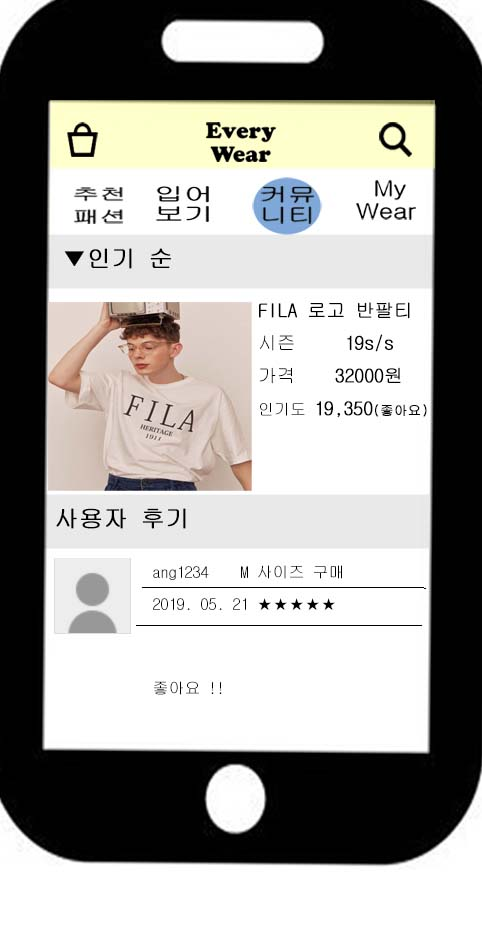 Every
Wear
추천
패션
입어
보기
커뮤
니티
My
Wear
▼인기 순
FILA
HERITAGE
1911
FILA 로고 반팔티
시즌 19s/s
가격 32000원
인기도 19,350(좋아요)
사용자 후기
ang1234 M 사이즈 구매
2019. 05. 21 ★★★★★
좋아요 !!